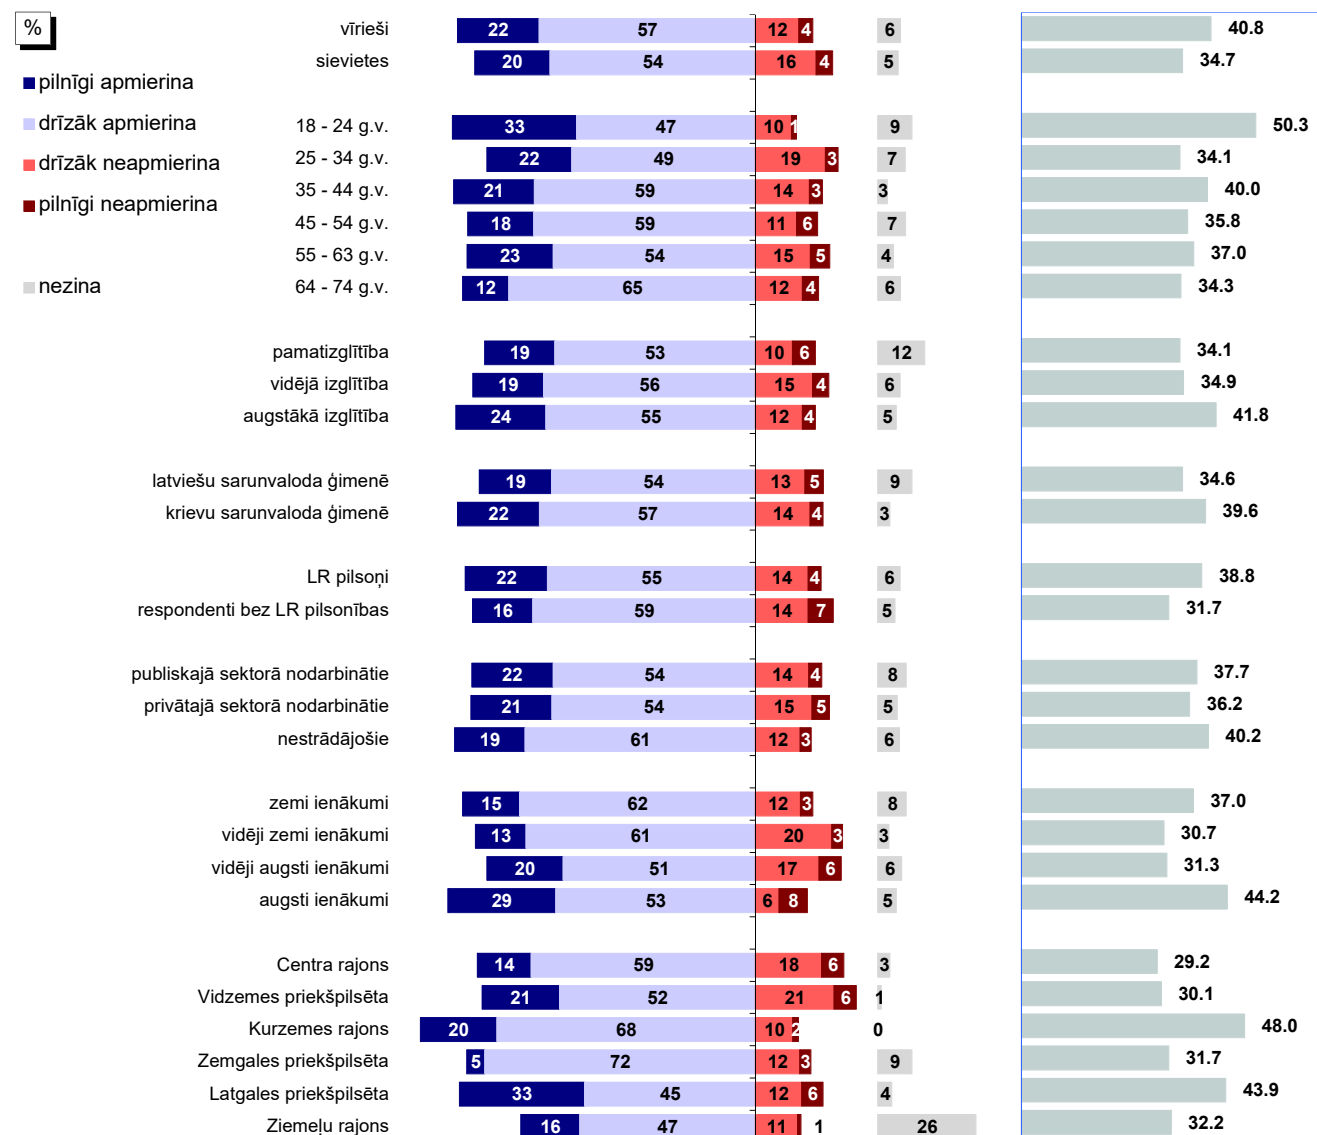 %
pilnīgi apmierina
drīzāk apmierina
drīzāk neapmierina
pilnīgi neapmierina
nezina
vīrieši 22 57 12 4 6 40.8
sievietes 20 54 16 4 5 34.7
18 - 24 g.v. 33 47 10 1 9 50.3
25 - 34 g.v. 22 49 19 3 7 34.1
35 - 44 g.v. 21 59 14 3 3 40.0
45 - 54 g.v. 18 59 11 6 7 35.8
55 - 63 g.v. 23 54 15 5 4 37.0
64 - 74 g.v. 12 65 12 4 6 34.3
pamatizglītība 19 53 10 6 12 34.1
vidējā izglītība 19 56 15 4 6 34.9
augstākā izglītība 24 55 12 4 5 41.8
latviešu sarunvaloda ģimenē 19 54 13 5 9 34.6
krievu sarunvaloda ģimenē 22 57 14 4 3 39.6
LR pilsoņi 22 55 14 4 6 38.8
respondenti bez LR pilsonības 16 59 14 7 5 31.7
publiskajā sektorā nodarbinātie 22 54 14 4 8 37.7
privātajā sektorā nodarbinātie 21 54 15 5 5 36.2
nestrādājošie 19 61 12 3 6 40.2
zemi ienākumi 15 62 12 3 8 37.0
vidēji zemi ienākumi 13 61 20 3 3 30.7
vidēji augsti ienākumi 20 51 17 6 6 31.3
augsti ienākumi 29 53 6 8 5 44.2
Centra rajons 14 59 18 6 3 29.2
Vidzemes priekšpilsēta 21 52 21 6 1 30.1
Kurzemes rajons 20 68 10 2 0 48.0
Zemgales priekšpilsēta 5 72 12 3 9 31.7
Latgales priekšpilsēta 33 45 12 6 4 43.9
Ziemeļu rajons 16 47 11 1 26 32.2